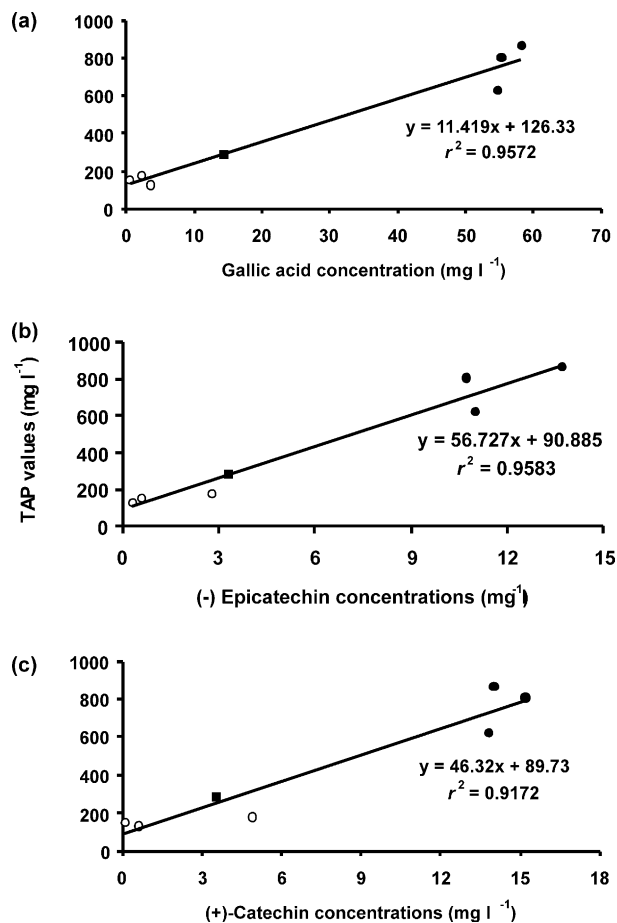 (a)
1000
800
600
400
200
0
y = 11.419x + 126.33
r² = 0.9572
0 10 20 30 40 50 60 70
Gallic acid concentration (mg l ⁻¹)
TAP values (mg l⁻¹)
(b)
1000
800
600
400
200
0
y = 56.727x + 90.885
r² = 0.9583
0 3 6 9 12 15
(-) Epicatechin concentrations (mg⁻¹)
(c)
1000
800
600
400
200
0
y = 46.32x + 89.73
r² = 0.9172
0 3 6 9 12 15 18
(+)-Catechin concentrations (mg l ⁻¹)